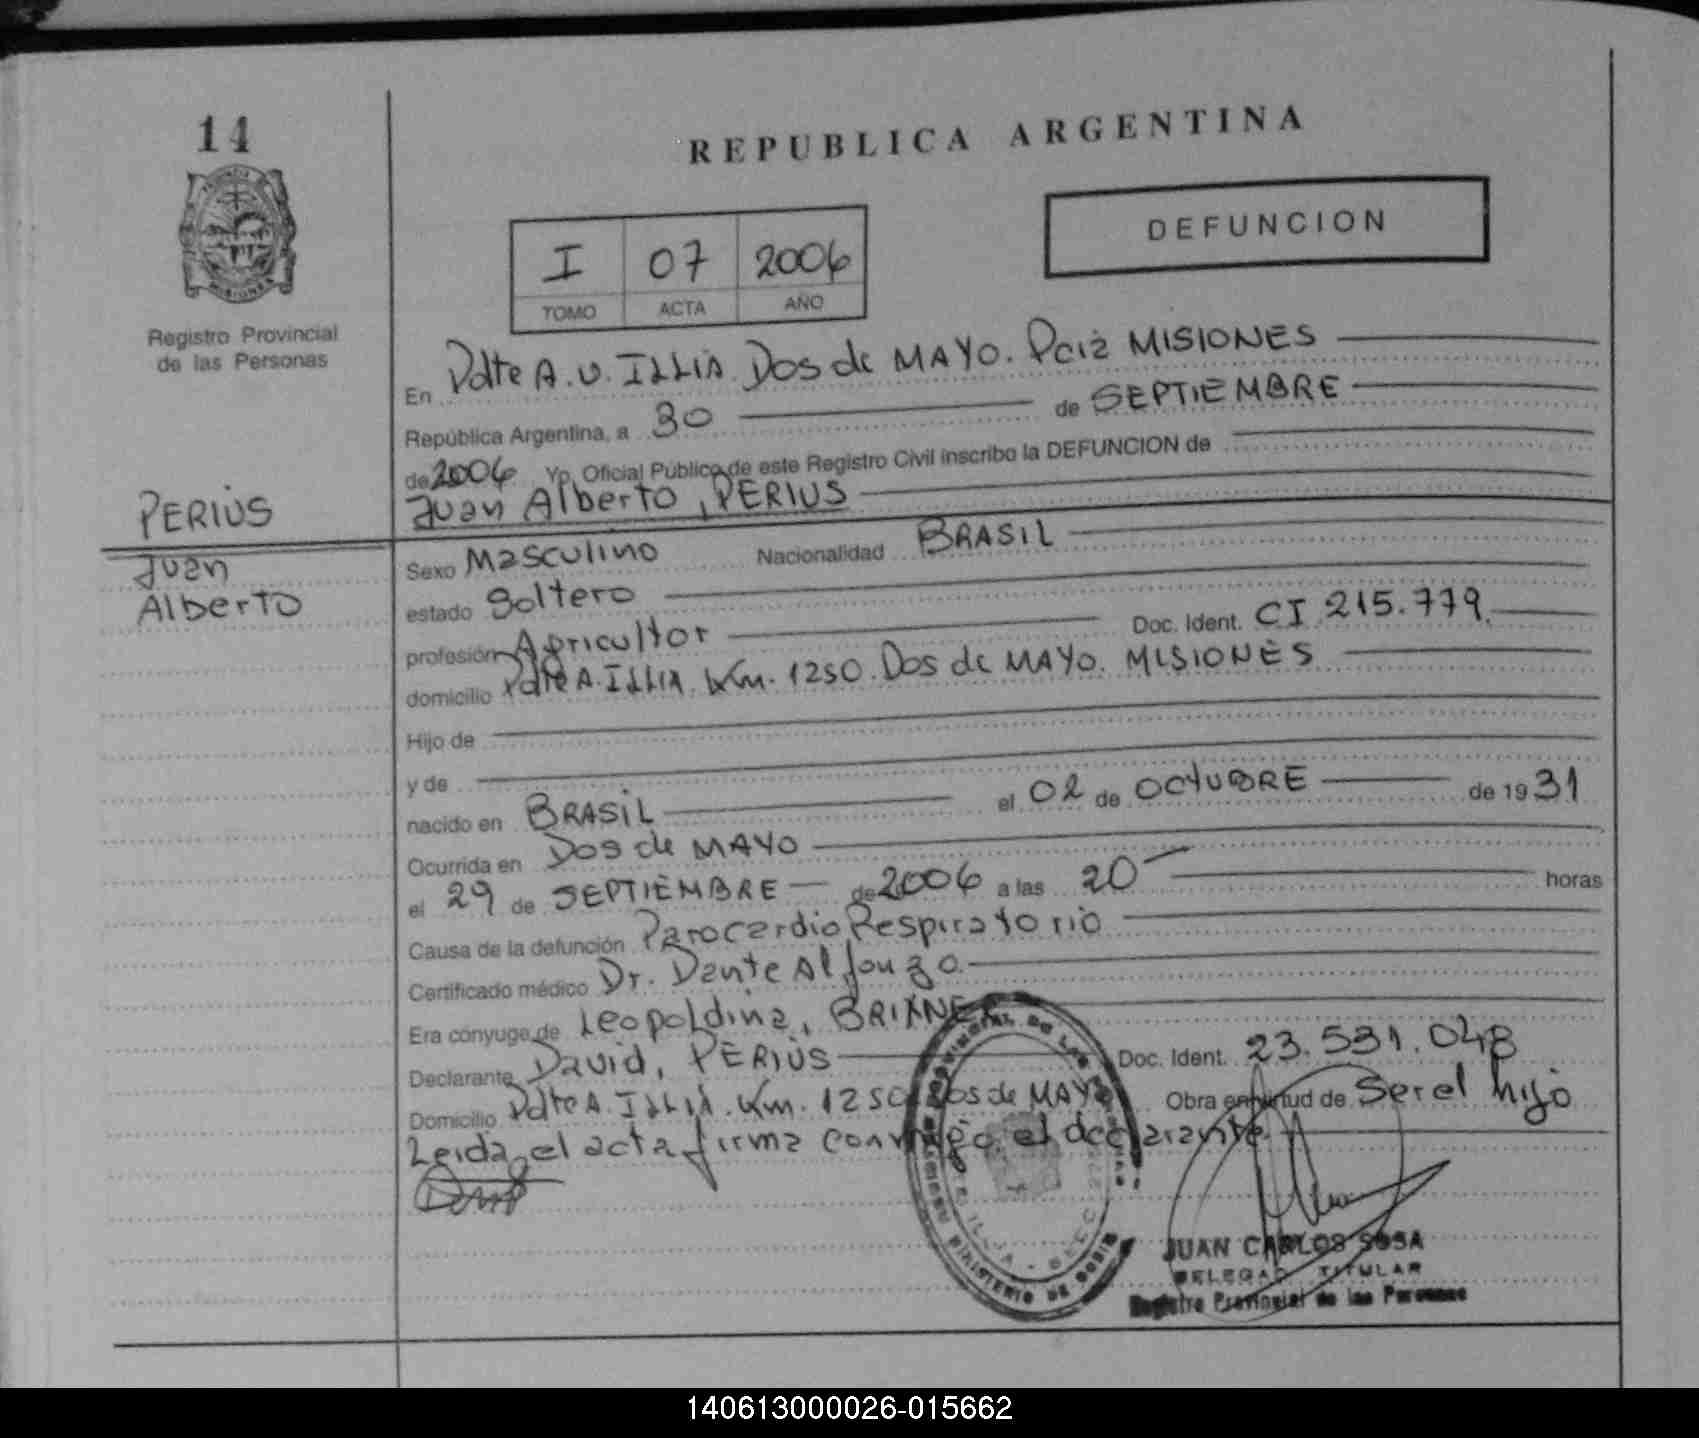 14
REPUBLICA ARGENTINA
DEFUNCION
I 07 2006
TOMO ACTA AÑO
MISIONES
Registro Provincial
de las Personas
En Pdte A. U. ILLIA Dos de MAYO. Pciz MISIONES
República Argentina, a 30 de SEPTIEMBRE
de 2006 Yo, Oficial Público de este Registro Civil inscribo la DEFUNCION de
Juan Alberto, PERIUS
PERIUS
Juan
Alberto
Sexo Masculino Nacionalidad BRASIL
estado Soltero
profesión Agricultor Doc. Ident. CI 215.779.
domicilio Pdte A. ILLIA. Km. 1250. Dos de MAYO. MISIONES
Hijo de
y de
nacido en BRASIL el 02 de OCTUBRE de 1931
Ocurrida en Dos de MAYO
el 29 de SEPTIEMBRE de 2006 a las 20 horas
Causa de la defunción ParoCardio Respiratorio
Certificado médico Dr. Dante Alfonzo
Era cónyuge de Leopoldina,
Declarante David, PERIUS Doc. Ident. 23.531.048
Domicilio Pdte A. ILLIA. Km. 1250 Dos de MAYO Obra en virtud de Ser el hijo
Leida el acta firma conmigo el declarante
JUAN CARLOS SOSA
DELEGADO TITULAR
Registro Provincial de las Personas
MINISTERIO DE GOBIE
140613000026-015662